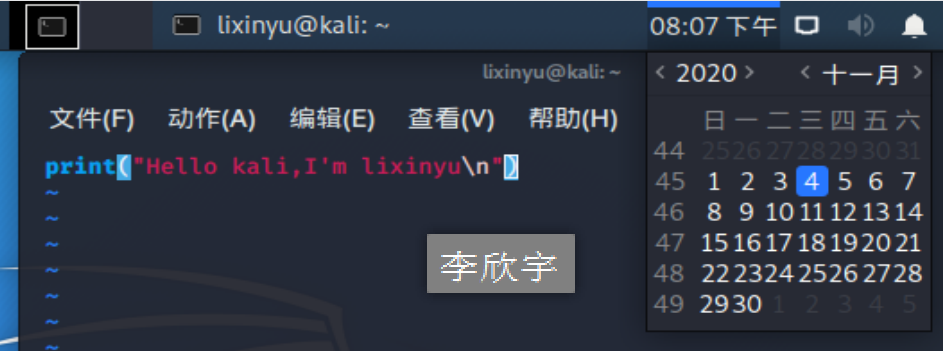 lixinyu@kali: ~
08:07 下午
lixinyu@kali: ~
文件(F) 动作(A) 编辑(E) 查看(V) 帮助(H)
print("Hello kali,I'm lixinyu\n")
~
~
~
~
~
~
~
李欣宇
< 2020 > < 十一月 >
日 一 二 三 四 五 六
44 25 26 27 28 29 30 31
45 1 2 3 4 5 6 7
46 8 9 10 11 12 13 14
47 15 16 17 18 19 20 21
48 22 23 24 25 26 27 28
49 29 30 1 2 3 4 5